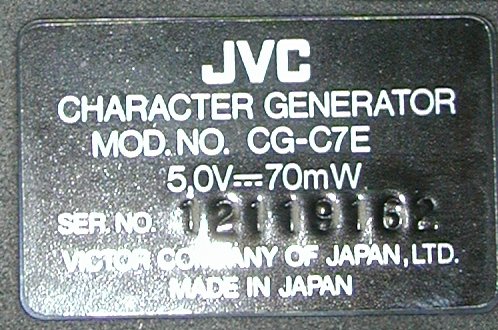 JVC
CHARACTER GENERATOR
MOD.NO. CG-C7E
5,0V⎓70mW
SER. NO. 12119162
VICTOR COMPANY OF JAPAN, LTD.
MADE IN JAPAN